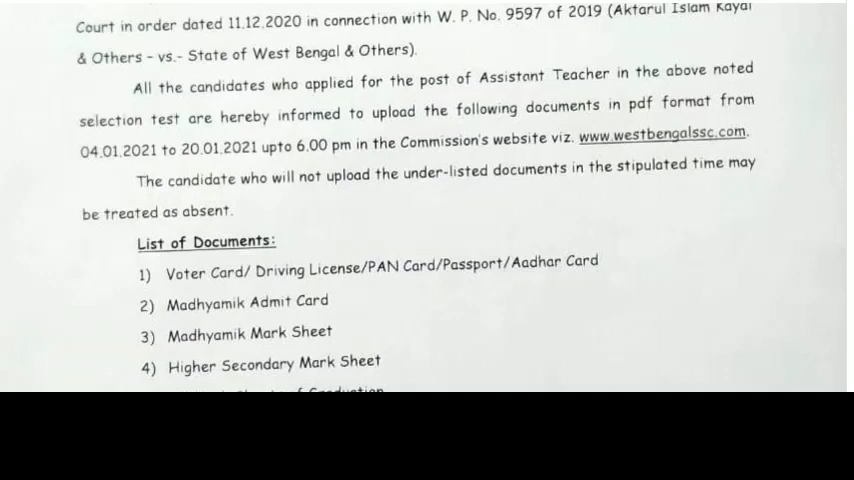 Court in order dated 11.12.2020 in connection with W. P. No. 9597 of 2019 (Aktarul Islam Kayal
& Others - vs.- State of West Bengal & Others).
All the candidates who applied for the post of Assistant Teacher in the above noted
selection test are hereby informed to upload the following documents in pdf format from
04.01.2021 to 20.01.2021 upto 6.00 pm in the Commission's website viz. www.westbengalssc.com.
The candidate who will not upload the under-listed documents in the stipulated time may
be treated as absent.
List of Documents:
1) Voter Card/ Driving License/PAN Card/Passport/Aadhar Card
2) Madhyamik Admit Card
3) Madhyamik Mark Sheet
4) Higher Secondary Mark Sheet
of Graduation